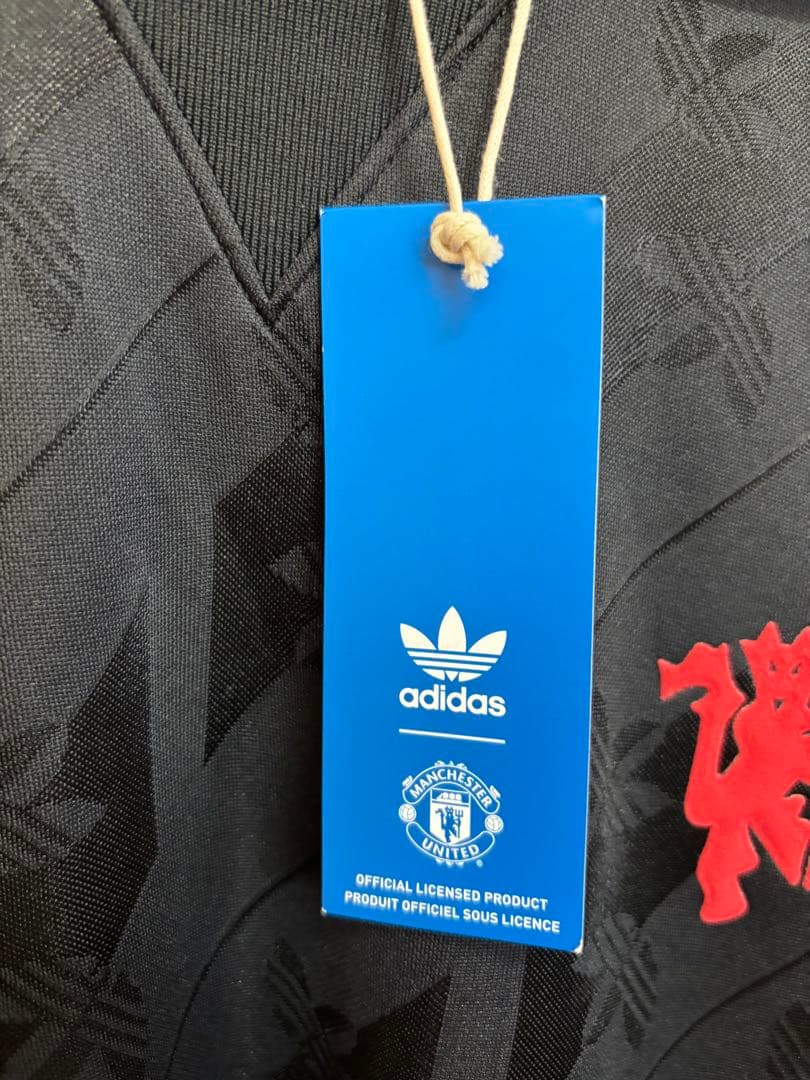 adidas
MANCHESTER
UNITED
OFFICIAL LICENSED PRODUCT
PRODUIT OFFICIEL SOUS LICENCE